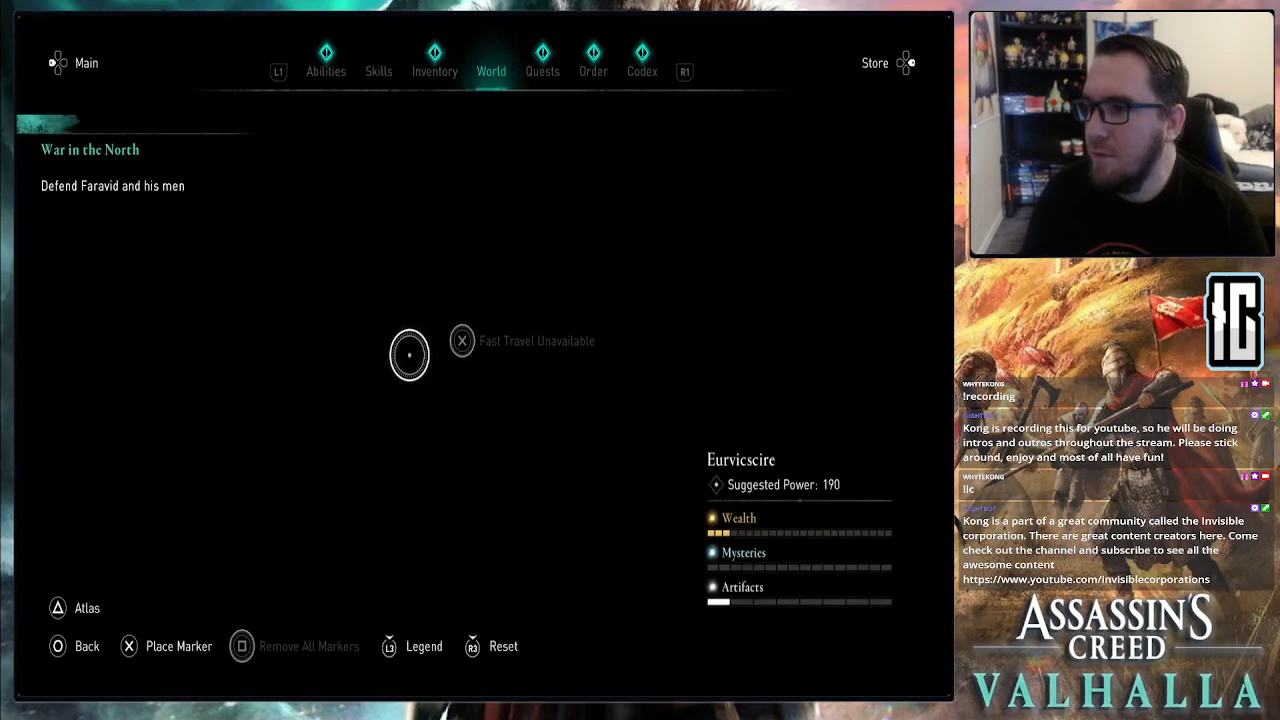 Main
L1
Abilities
Skills
Inventory
World
Quests
Order
Codex
R1
Store
War in the North
Defend Faravid and his men
Fast Travel Unavailable
Eurvicscire
Suggested Power: 190
Wealth
Mysteries
Artifacts
Atlas
Back
Place Marker
Remove All Markers
L3
Legend
R3
Reset
IC
WHYTEKONG
!recording
NIGHTBOT
Kong is recording this for youtube, so he will be doing
intros and outros throughout the stream. Please stick
around, enjoy and most of all have fun!
WHYTEKONG
!ic
NIGHTBOT
Kong is a part of a great community called the Invisible
corporation. There are great content creators here. Come
check out the channel and subscribe to see all the
awesome content
https://www.youtube.com/invisiblecorporations
ASSASSIN'S
CREED
VALHALLA